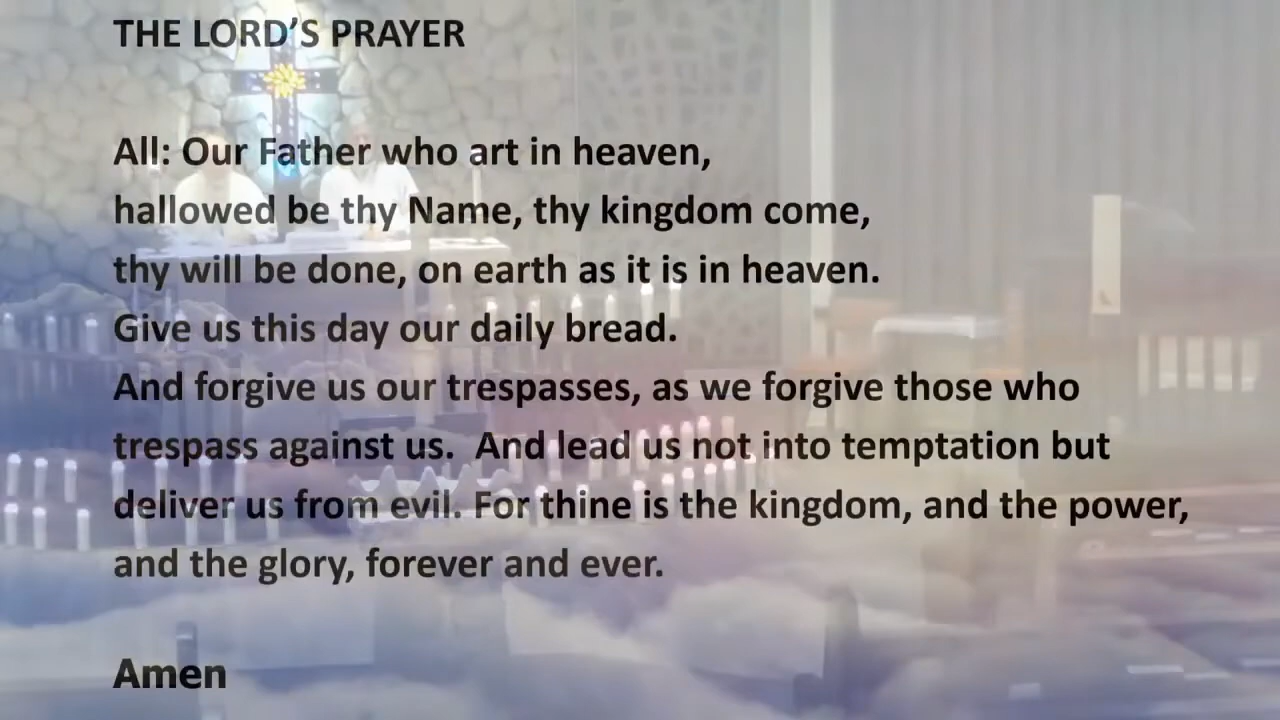 THE LORD’S PRAYER
All: Our Father who art in heaven,
hallowed be thy Name, thy kingdom come,
thy will be done, on earth as it is in heaven.
Give us this day our daily bread.
And forgive us our trespasses, as we forgive those who
trespass against us.  And lead us not into temptation but
deliver us from evil. For thine is the kingdom, and the power,
and the glory, forever and ever.
Amen